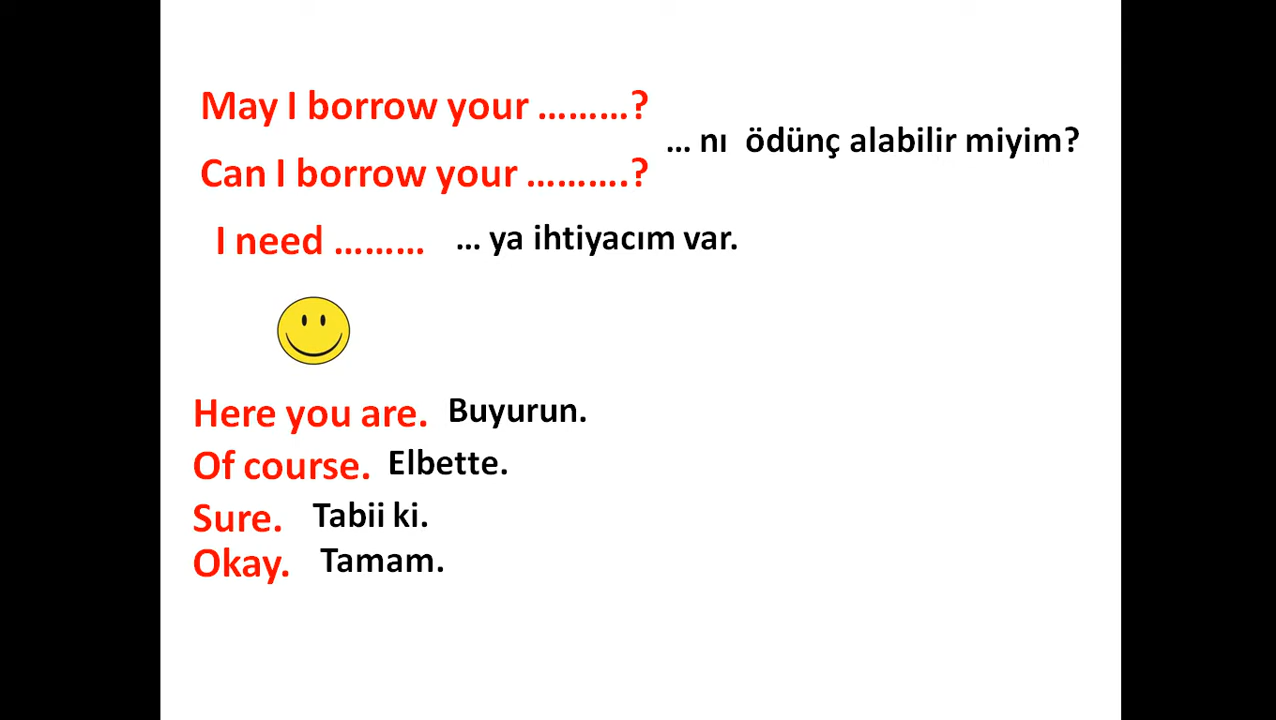 May I borrow your ………?
… nı ödünç alabilir miyim?
Can I borrow your ……….?
I need ……… … ya ihtiyacım var.
Here you are. Buyurun.
Of course. Elbette.
Sure. Tabii ki.
Okay. Tamam.